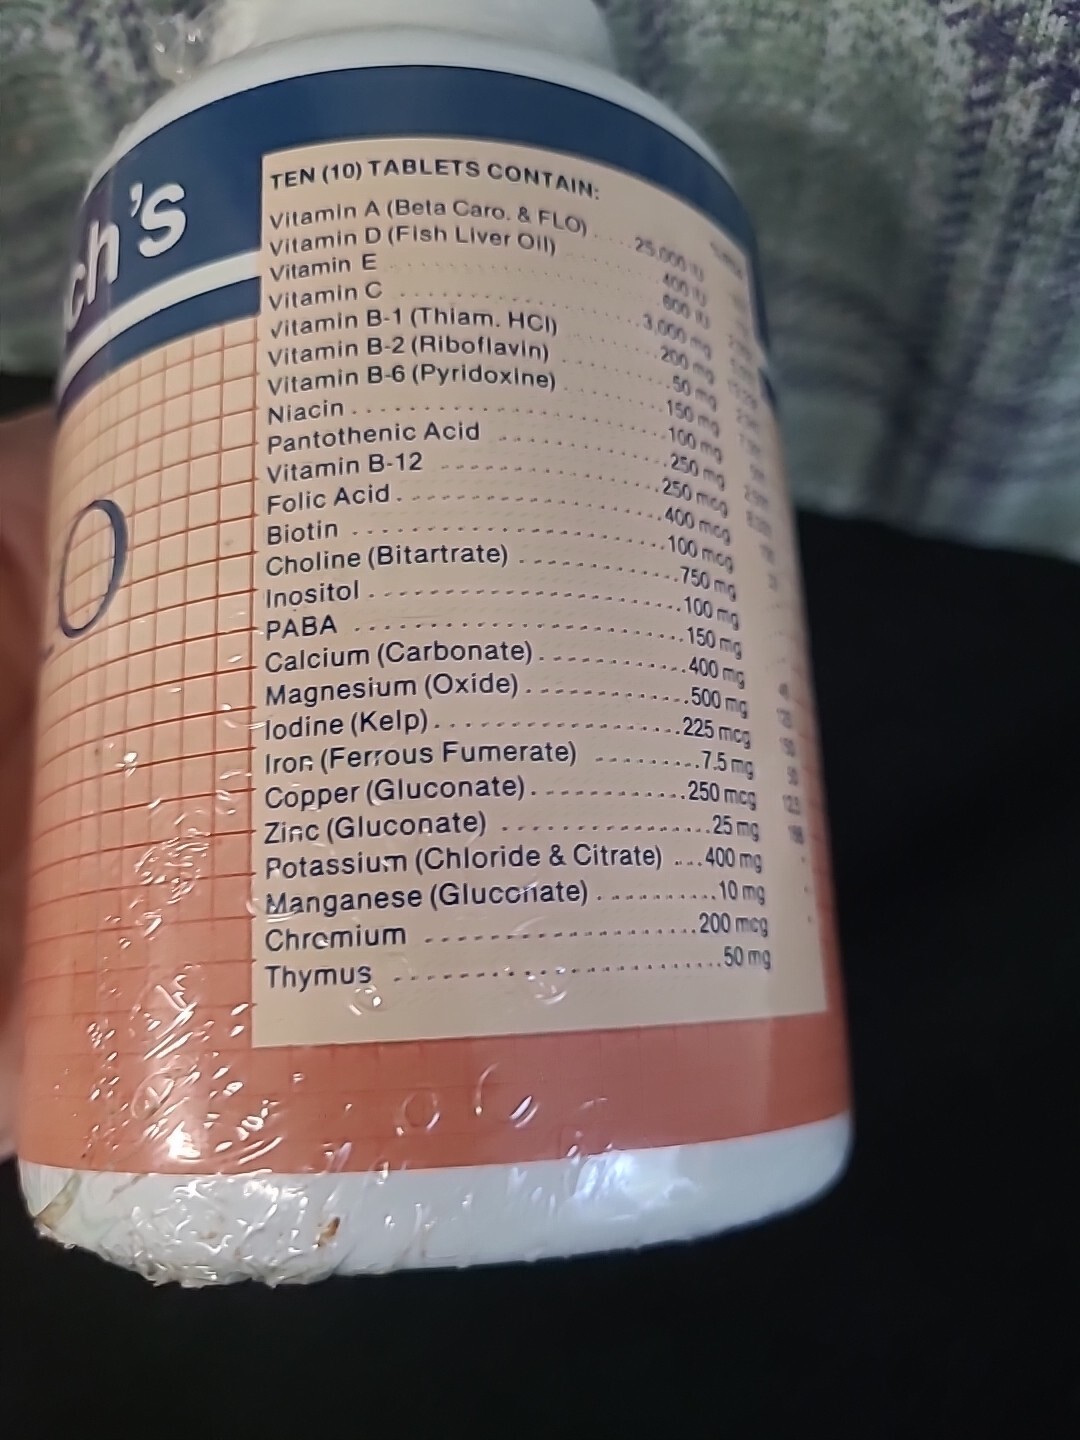 ch's
0
TEN (10) TABLETS CONTAIN:
Vitamin A (Beta Caro. & FLO) ....25,000 IU
Vitamin D (Fish Liver Oil) .......... 400 IU
Vitamin E .......... 600 IU
Vitamin C .......... 3,000 mg
Vitamin B-1 (Thiam. HCl) .......... 200 mg
Vitamin B-2 (Riboflavin) .......... 50 mg
Vitamin B-6 (Pyridoxine) .......... 150 mg
Niacin .......... 100 mg
Pantothenic Acid .......... 250 mg
Vitamin B-12 .......... 250 mcg
Folic Acid .......... 400 mcg
Biotin .......... 100 mcg
Choline (Bitartrate) .......... 750 mg
Inositol .......... 100 mg
PABA .......... 150 mg
Calcium (Carbonate) .......... 400 mg
Magnesium (Oxide) .......... 500 mg
Iodine (Kelp) .......... 225 mcg
Iron (Ferrous Fumerate) .......... 7.5 mg
Copper (Gluconate) .......... 250 mcg
Zinc (Gluconate) .......... 25 mg
Potassium (Chloride & Citrate) .... 400 mg
Manganese (Gluconate) .......... 10 mg
Chromium .......... 200 mcg
Thymus .......... 50 mg